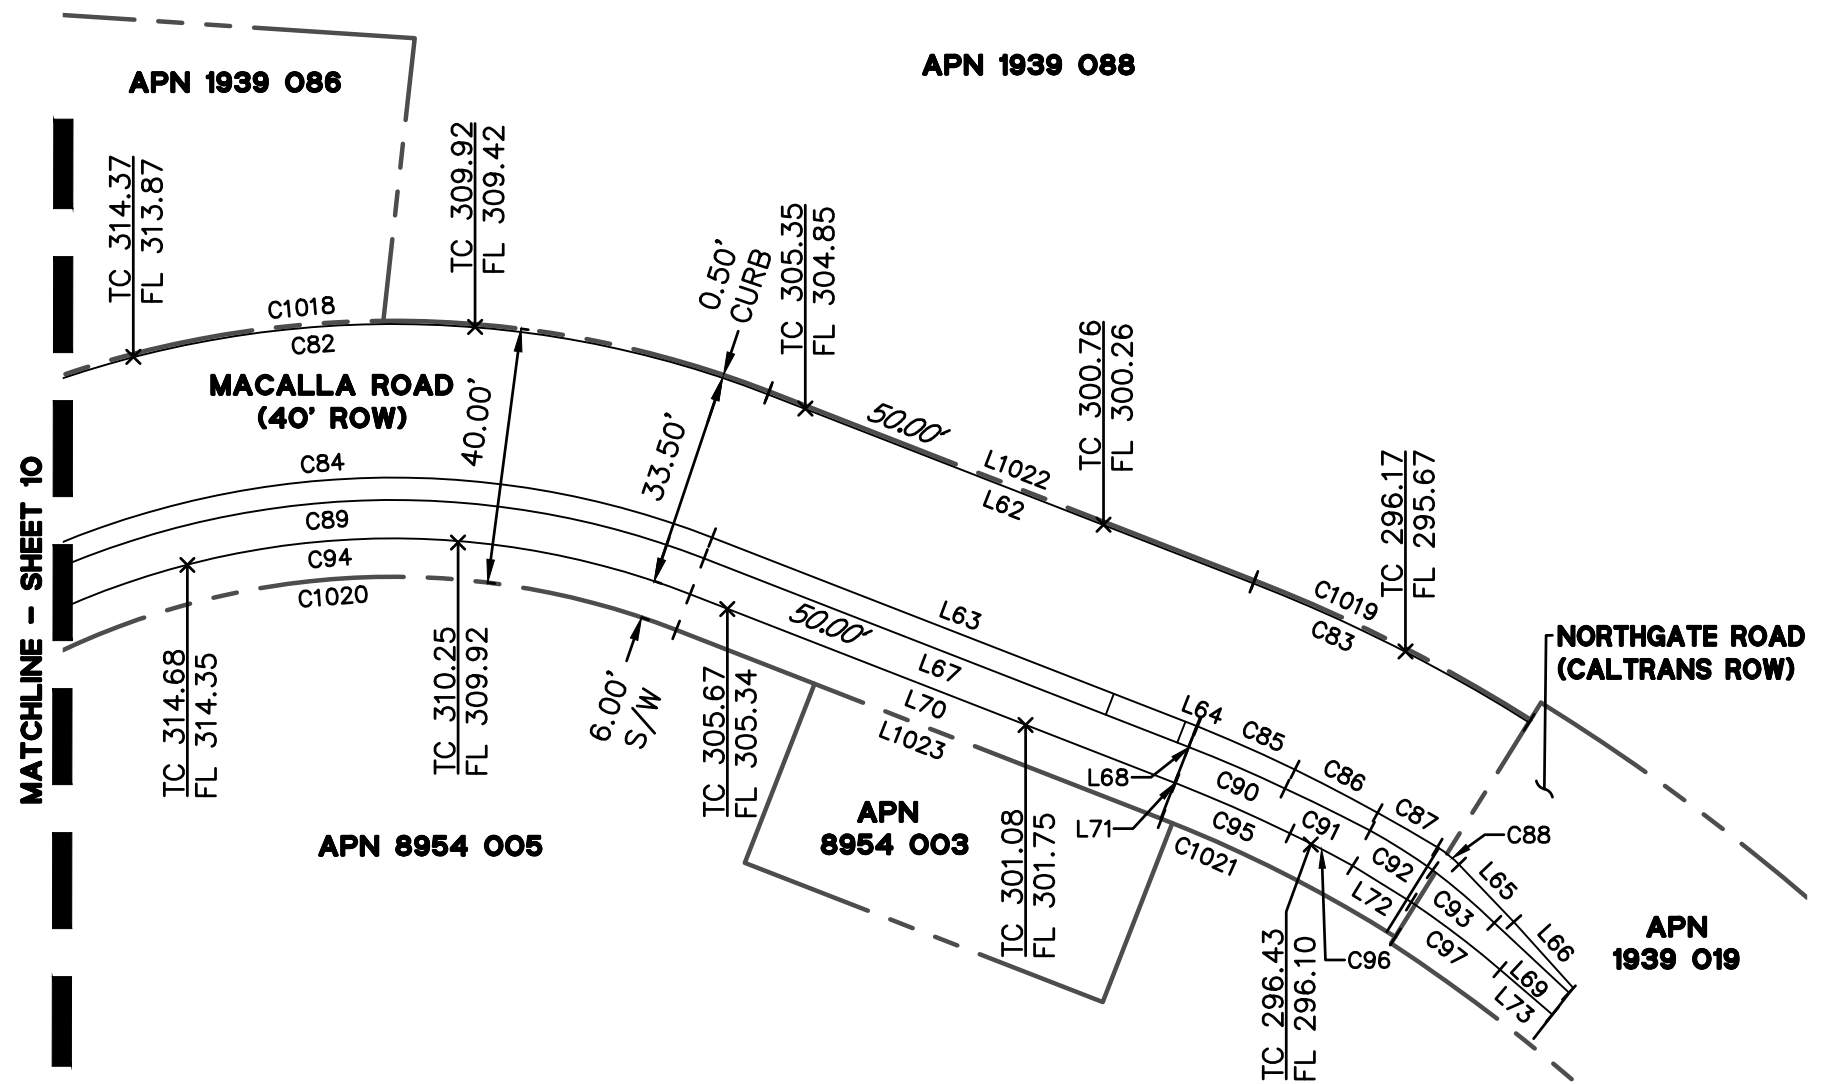 APN 1939 086
APN 1939 088
TC 314.37
FL 313.87
TC 309.92
FL 309.42
0.50'
CURB
TC 305.35
FL 304.85
TC 300.76
FL 300.26
TC 296.17
FL 295.67
C1018
C82
MACALLA ROAD
(40' ROW)
40.00'
33.50'
50.00'
L1022
L62
C1019
C83
NORTHGATE ROAD
(CALTRANS ROW)
MATCHLINE - SHEET 10
C84
C89
C94
C1020
L63
50.00'
L67
L70
L1023
L64
C85
C86
C87
C88
L68
C90
C91
C92
C93
L65
L66
L71
C95
C1021
L72
C96
C97
L69
L73
TC 314.68
FL 314.35
TC 310.25
FL 309.92
6.00'
S/W
TC 305.67
FL 305.34
TC 301.08
FL 301.75
TC 296.43
FL 296.10
APN 8954 005
APN
8954 003
APN
1939 019